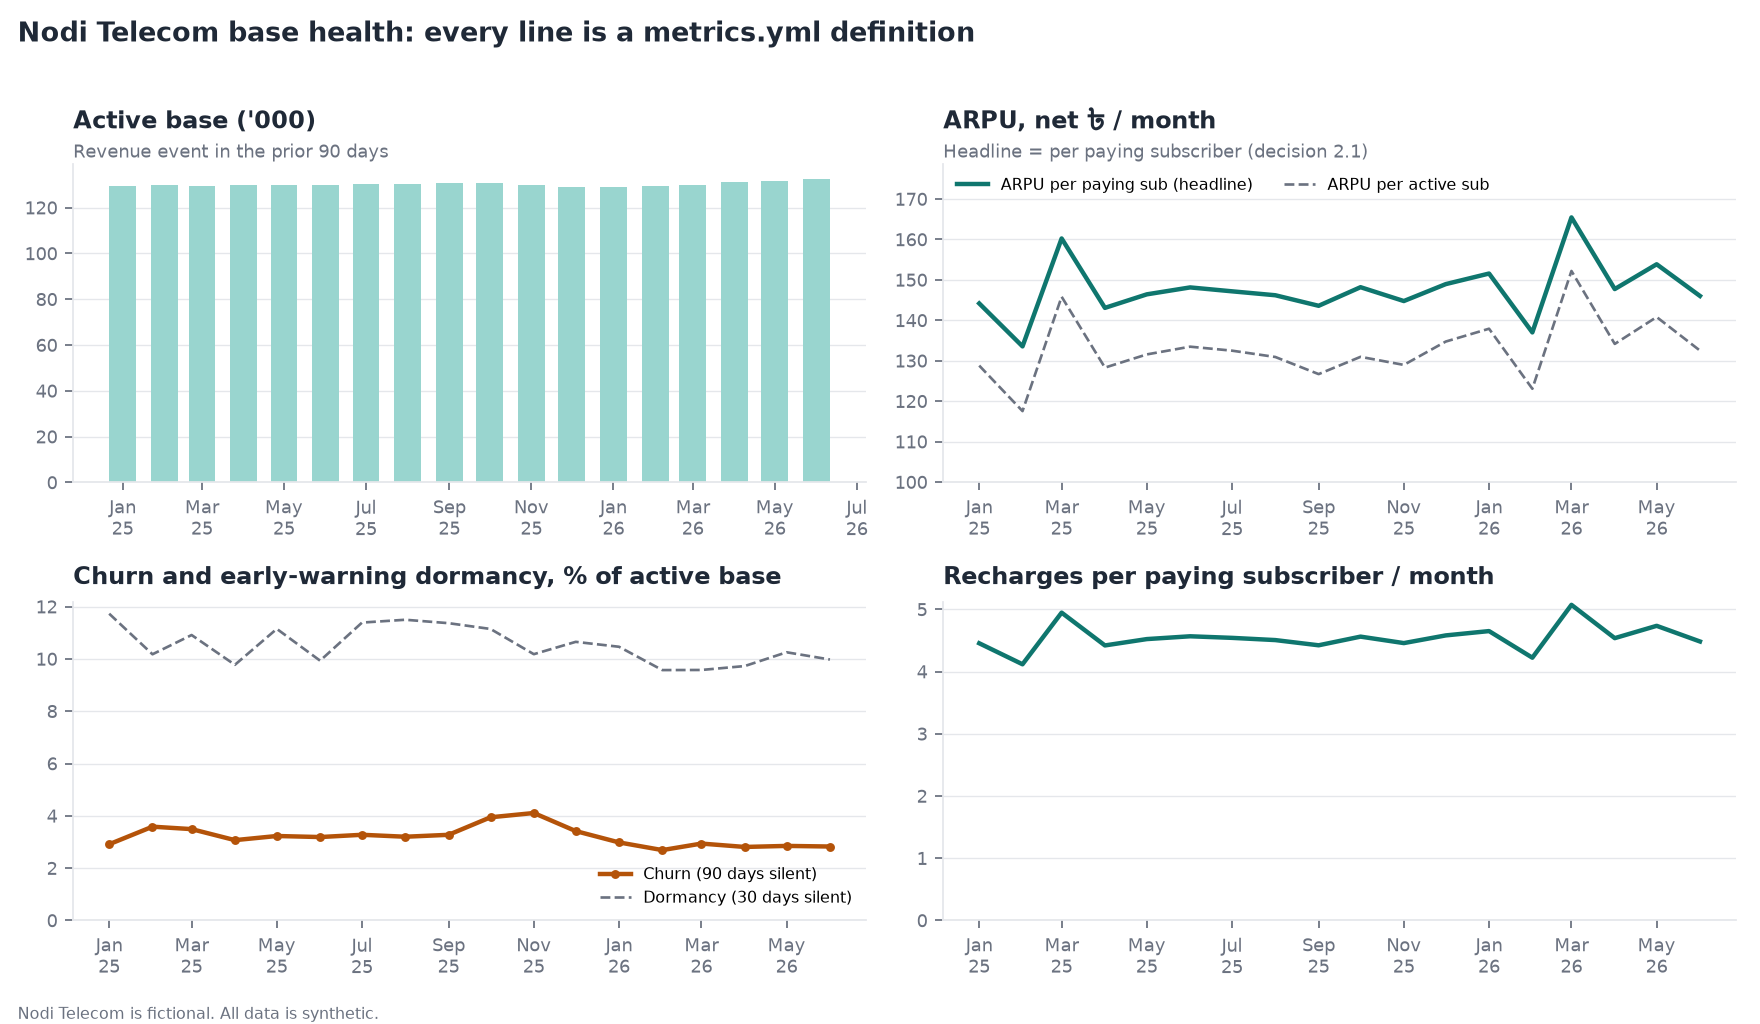 Nodi Telecom base health: every line is a metrics.yml definition
Active base ('000)
Revenue event in the prior 90 days
120
100
80
60
40
20
0
Jan Mar May Jul Sep Nov Jan Mar May Jul
25 25 25 25 25 25 26 26 26 26
ARPU, net ৳ / month
Headline = per paying subscriber (decision 2.1)
ARPU per paying sub (headline) ARPU per active sub
170
160
150
140
130
120
110
100
Jan Mar May Jul Sep Nov Jan Mar May
25 25 25 25 25 25 26 26 26
Churn and early-warning dormancy, % of active base
12
10
8
6
4
2
0
Churn (90 days silent)
Dormancy (30 days silent)
Jan Mar May Jul Sep Nov Jan Mar May
25 25 25 25 25 25 26 26 26
Recharges per paying subscriber / month
5
4
3
2
1
0
Jan Mar May Jul Sep Nov Jan Mar May
25 25 25 25 25 25 26 26 26
Nodi Telecom is fictional. All data is synthetic.